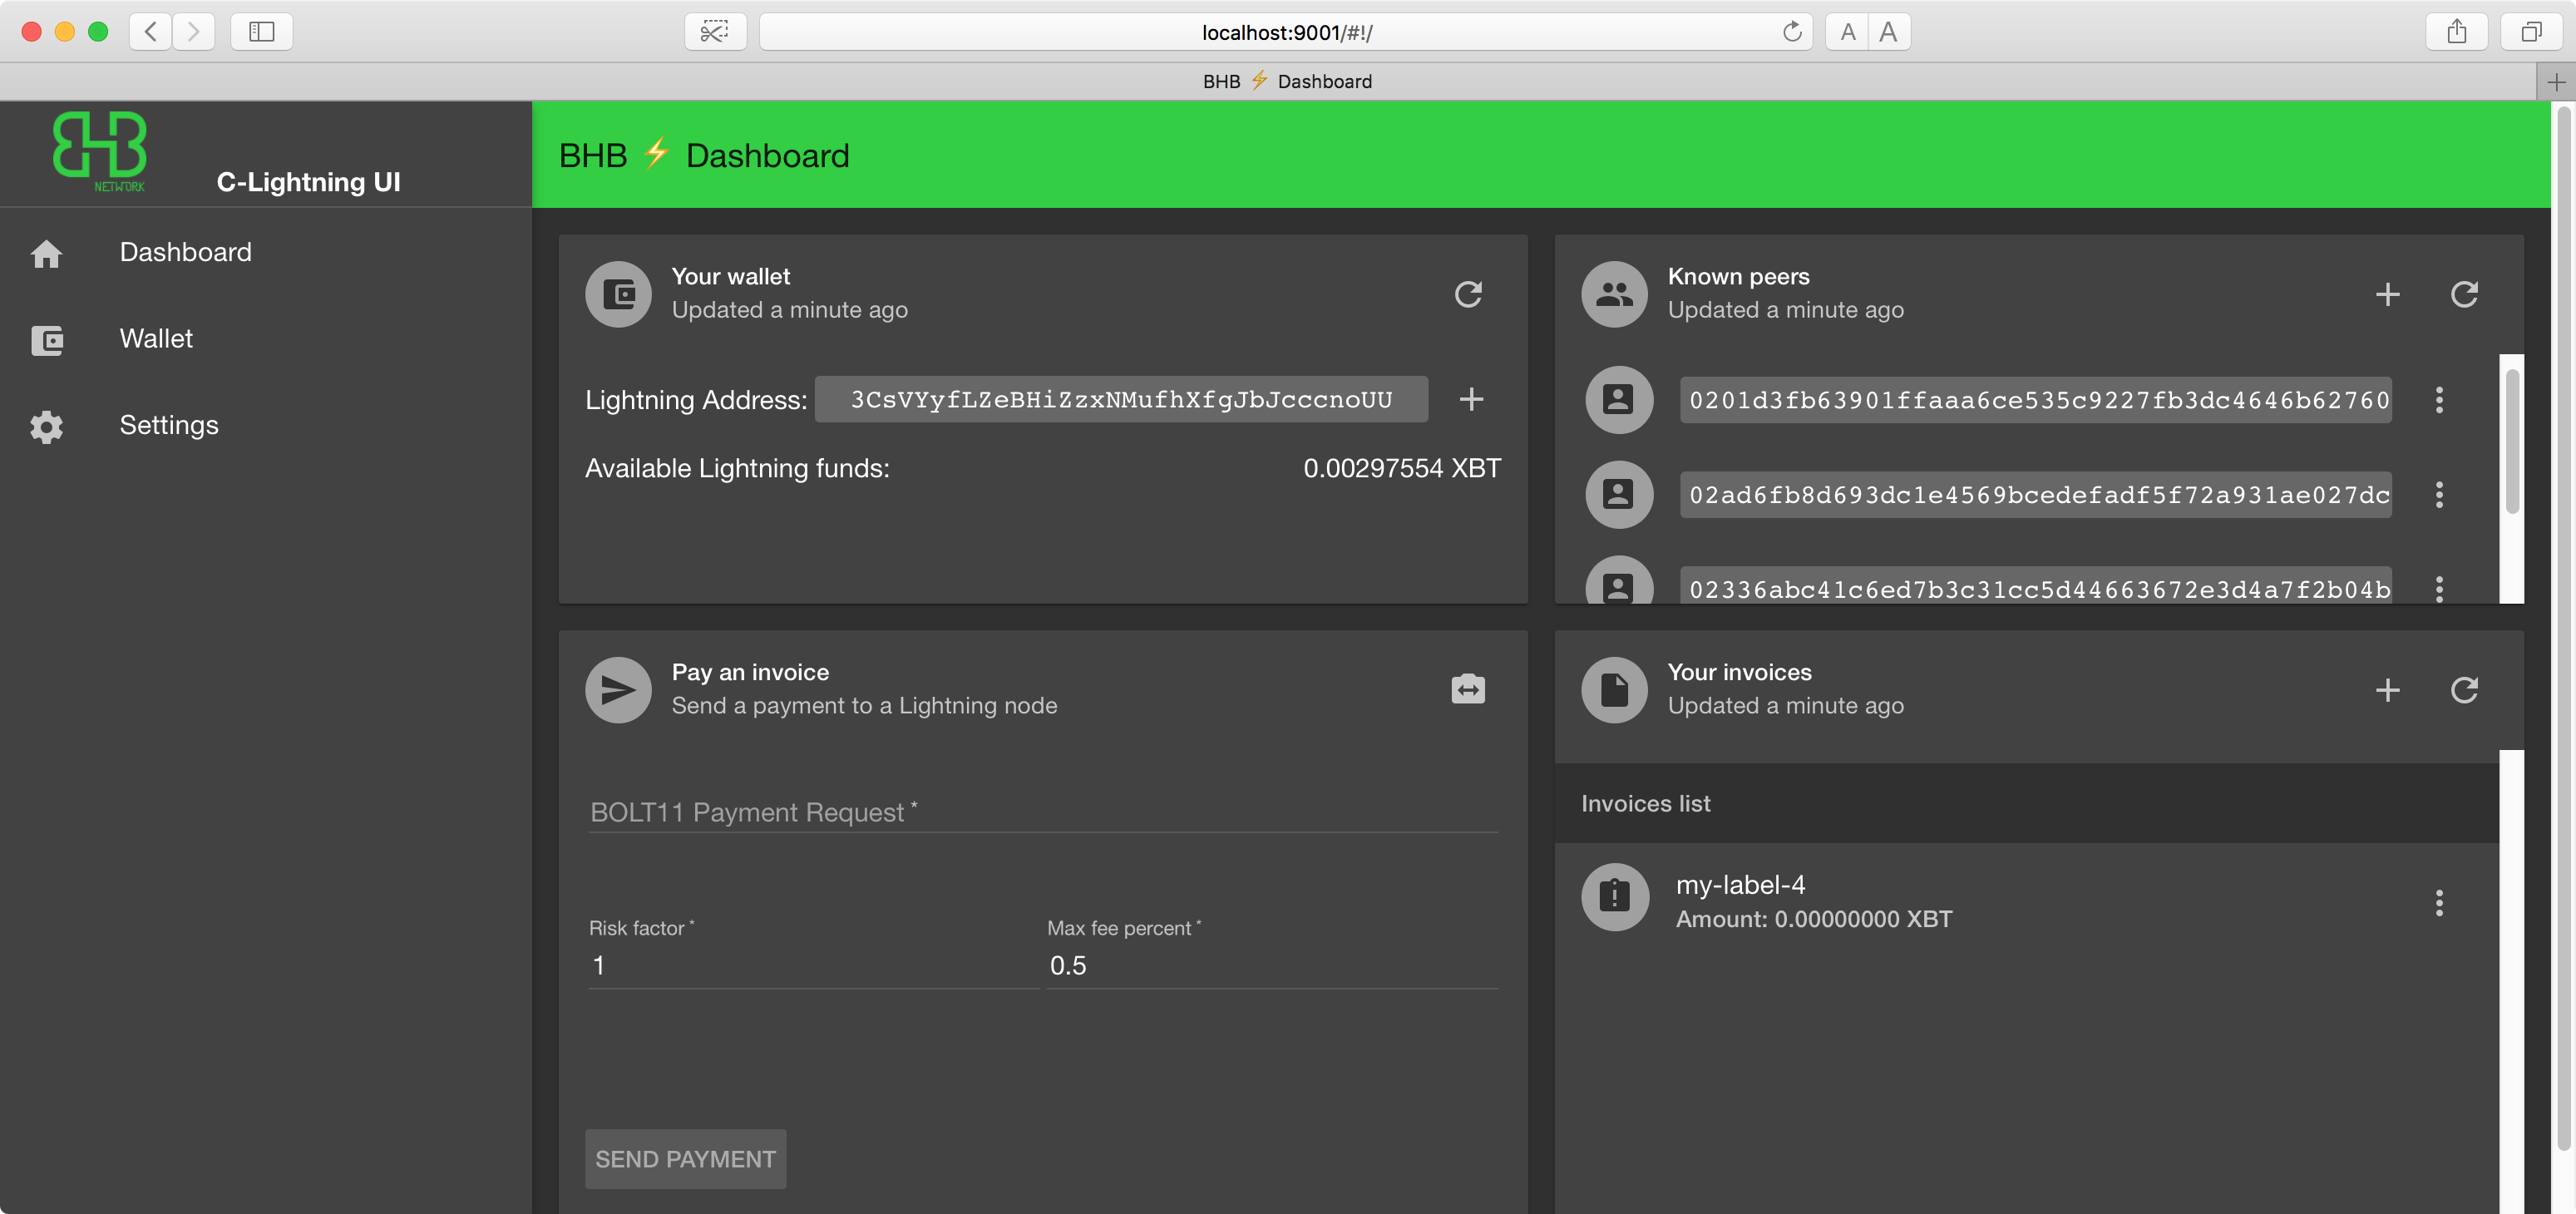 localhost:9001/#!/
A A
BHB ⚡ Dashboard
BHB
NETWORK
C-Lightning UI
BHB ⚡ Dashboard
Dashboard
Wallet
Settings
Your wallet
Updated a minute ago
Lightning Address: 3CsVYyfLZeBHiZzxNMufhXfgJbJcccnoUU
Available Lightning funds: 0.00297554 XBT
Known peers
Updated a minute ago
0201d3fb63901ffaaa6ce535c9227fb3dc4646b62760
02ad6fb8d693dc1e4569bcedefadf5f72a931ae027dc
02336abc41c6ed7b3c31cc5d44663672e3d4a7f2b04b
Pay an invoice
Send a payment to a Lightning node
BOLT11 Payment Request *
Risk factor * Max fee percent *
1 0.5
SEND PAYMENT
Your invoices
Updated a minute ago
Invoices list
my-label-4
Amount: 0.00000000 XBT